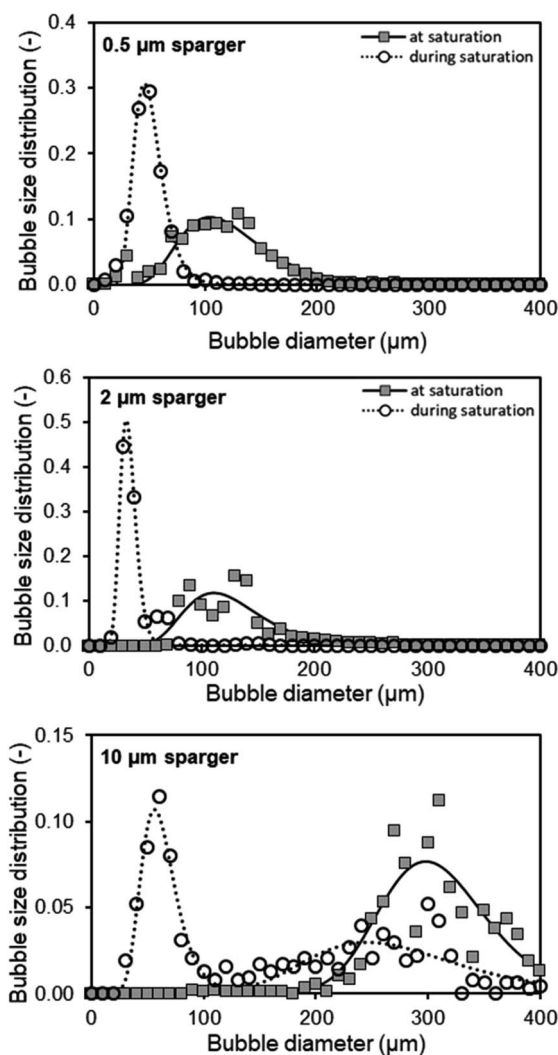 0.5 µm sparger
at saturation
during saturation
Bubble size distribution (-)
0.4
0.3
0.2
0.1
0.0
0 100 200 300 400
Bubble diameter (µm)
2 µm sparger
at saturation
during saturation
Bubble size distribution (-)
0.6
0.5
0.4
0.3
0.2
0.1
0.0
0 100 200 300 400
Bubble diameter (µm)
10 µm sparger
Bubble size distribution (-)
0.15
0.10
0.05
0.00
0 100 200 300 400
Bubble diameter (µm)